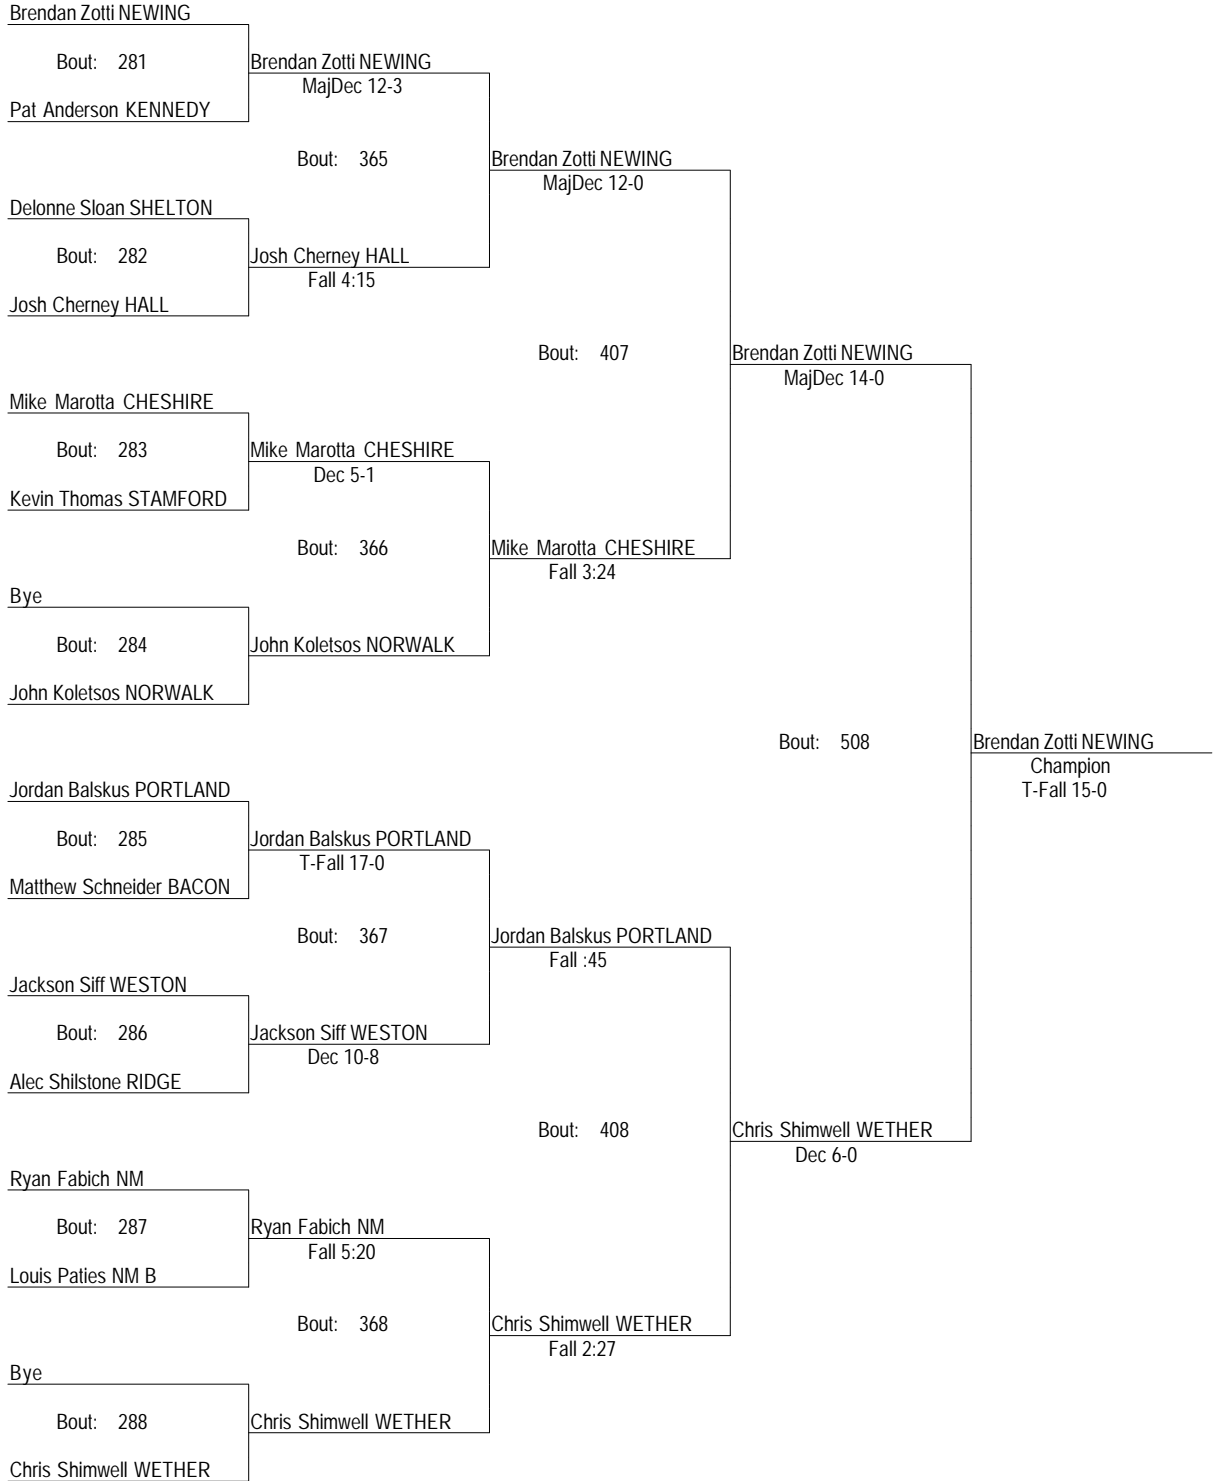 Brendan Zotti NEWING
Bout: 281 Brendan Zotti NEWING
MajDec 12-3
Pat Anderson KENNEDY
Bout: 365 Brendan Zotti NEWING
MajDec 12-0
Delonne Sloan SHELTON
Bout: 282 Josh Cherney HALL
Fall 4:15
Josh Cherney HALL
Bout: 407 Brendan Zotti NEWING
MajDec 14-0
Mike Marotta CHESHIRE
Bout: 283 Mike Marotta CHESHIRE
Dec 5-1
Kevin Thomas STAMFORD
Bout: 366 Mike Marotta CHESHIRE
Fall 3:24
Bye
Bout: 284 John Koletsos NORWALK
John Koletsos NORWALK
Bout: 508 Brendan Zotti NEWING
Champion
T-Fall 15-0
Jordan Balskus PORTLAND
Bout: 285 Jordan Balskus PORTLAND
T-Fall 17-0
Matthew Schneider BACON
Bout: 367 Jordan Balskus PORTLAND
Fall :45
Jackson Siff WESTON
Bout: 286 Jackson Siff WESTON
Dec 10-8
Alec Shilstone RIDGE
Bout: 408 Chris Shimwell WETHER
Dec 6-0
Ryan Fabich NM
Bout: 287 Ryan Fabich NM
Fall 5:20
Louis Paties NM B
Bout: 368 Chris Shimwell WETHER
Fall 2:27
Bye
Bout: 288 Chris Shimwell WETHER
Chris Shimwell WETHER